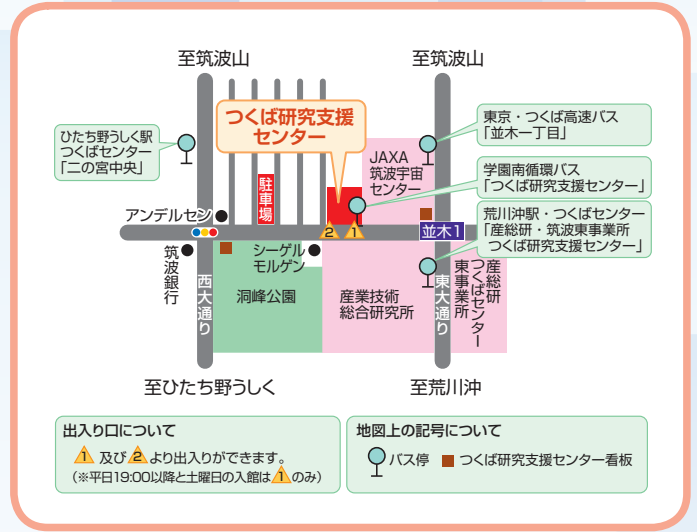 至筑波山
至筑波山
つくば研究支援
センター
ひたち野うしく駅
つくばセンター
「二の宮中央」
東京・つくば高速バス
「並木一丁目」
JAXA
筑波宇宙
センター
学園南循環バス
「つくば研究支援センター」
駐車場
荒川沖駅・つくばセンター
「産総研・筑波東事業所
つくば研究支援センター」
アンデルセン
2
1
並木1
筑波銀行
西大通り
シーゲル
モルゲン
洞峰公園
産業技術
総合研究所
東大通り
産総研
つくばセンター
東事業所
至ひたち野うしく
至荒川沖
出入り口について
1 及び 2 より出入りができます。
(※平日19:00以降と土曜日の入館は 1 のみ)
地図上の記号について
バス停 つくば研究支援センター看板